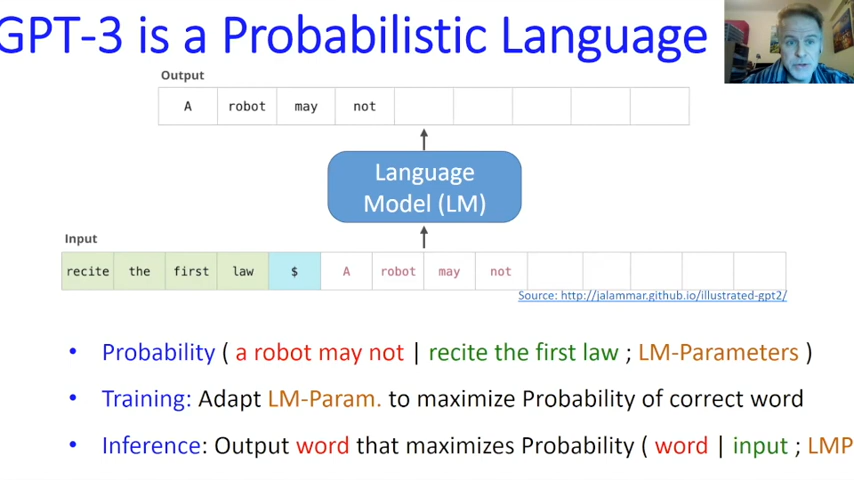 GPT-3 is a Probabilistic Language
Output
A robot may not
Language
Model (LM)
Input
recite the first law $ A robot may not
Source: http://jalammar.github.io/illustrated-gpt2/
• Probability ( a robot may not | recite the first law ; LM-Parameters )
• Training: Adapt LM-Param. to maximize Probability of correct word
• Inference: Output word that maximizes Probability ( word | input ; LMP